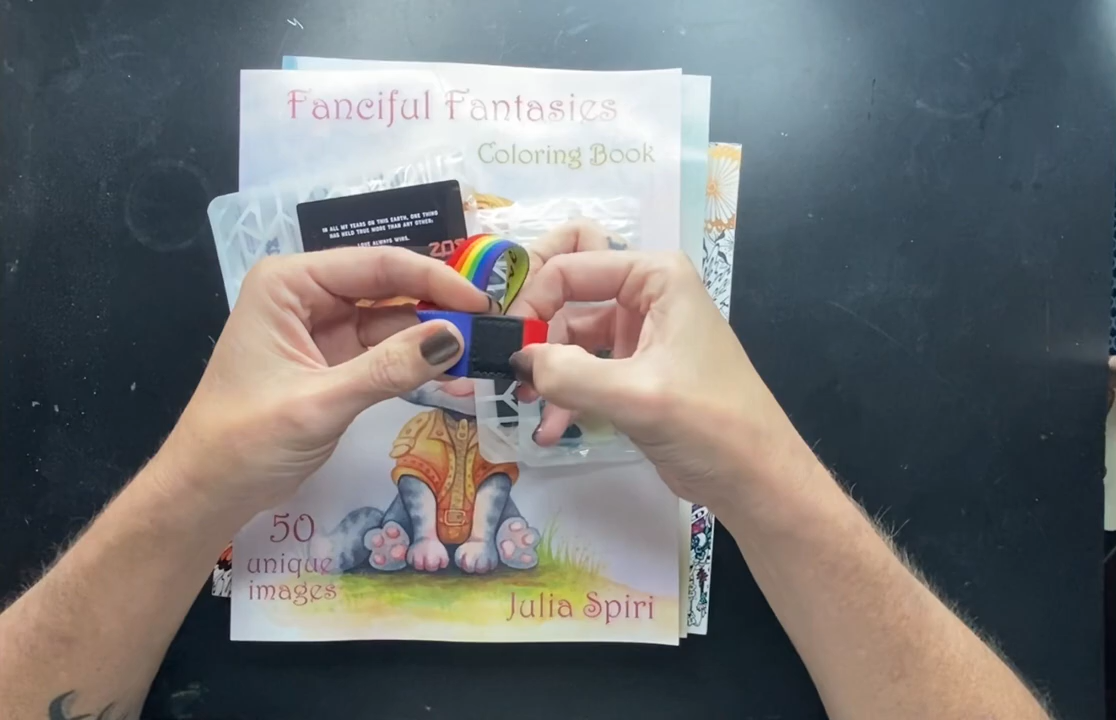 Fanciful Fantasies
Coloring Book
IN ALL MY YEARS ON THIS EARTH, ONE THING
HAS HELD TRUE MORE THAN ANY OTHER:
LOVE ALWAYS WINS.
50
unique
images
Julia Spiri